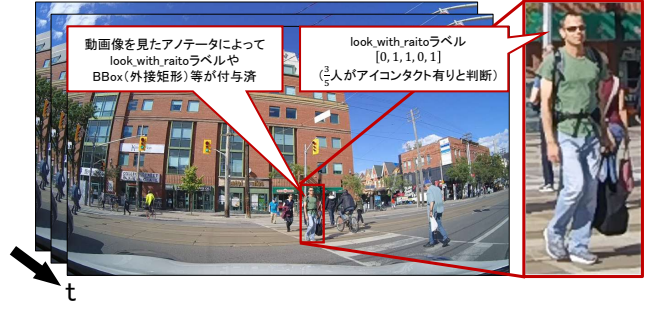 動画像を見たアノテータによって
look_with_raitoラベルや
BBox(外接矩形)等が付与済
look_with_raitoラベル
[0, 1, 1, 0, 1]
(3/5人がアイコンタクト有りと判断)
t